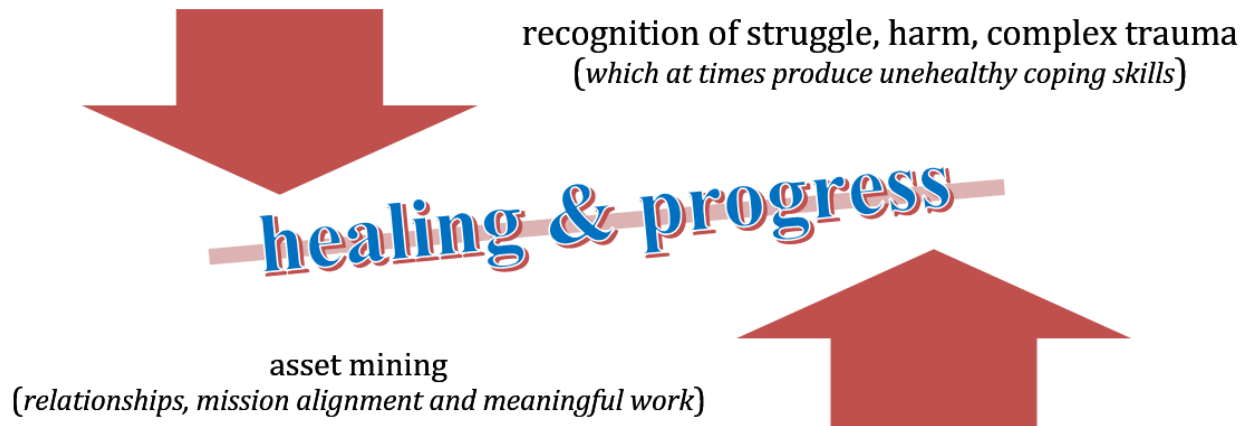 recognition of struggle, harm, complex trauma
(which at times produce unehealthy coping skills)
healing & progress
asset mining
(relationships, mission alignment and meaningful work)